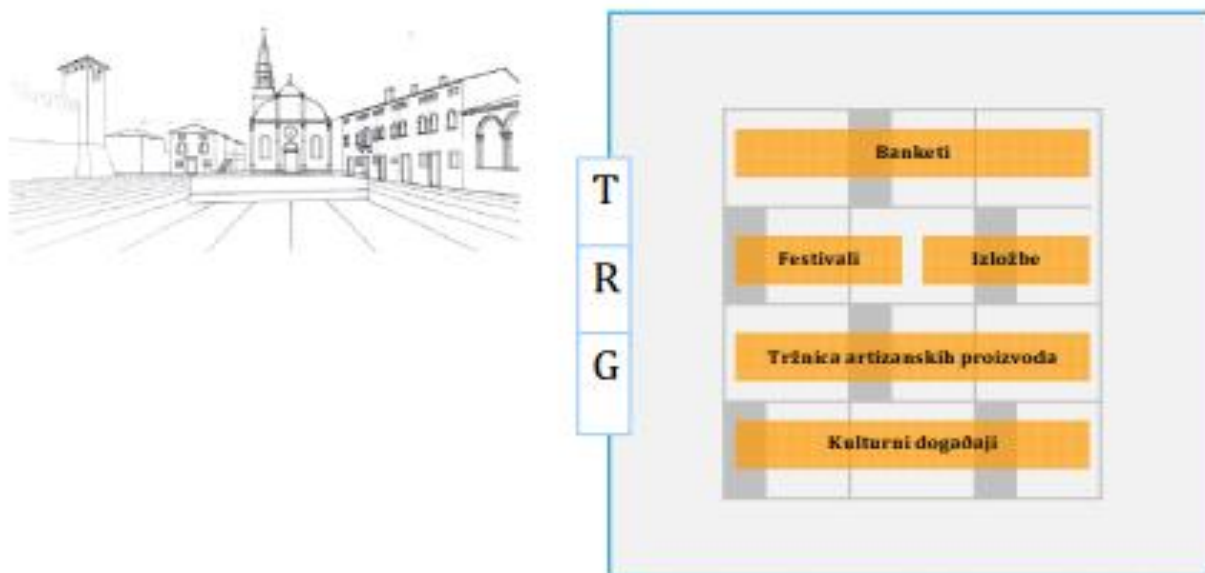 T
R
G
Banketi
Festivali
Izložbe
Tržnica artizanskih proizvoda
Kulturni događaji